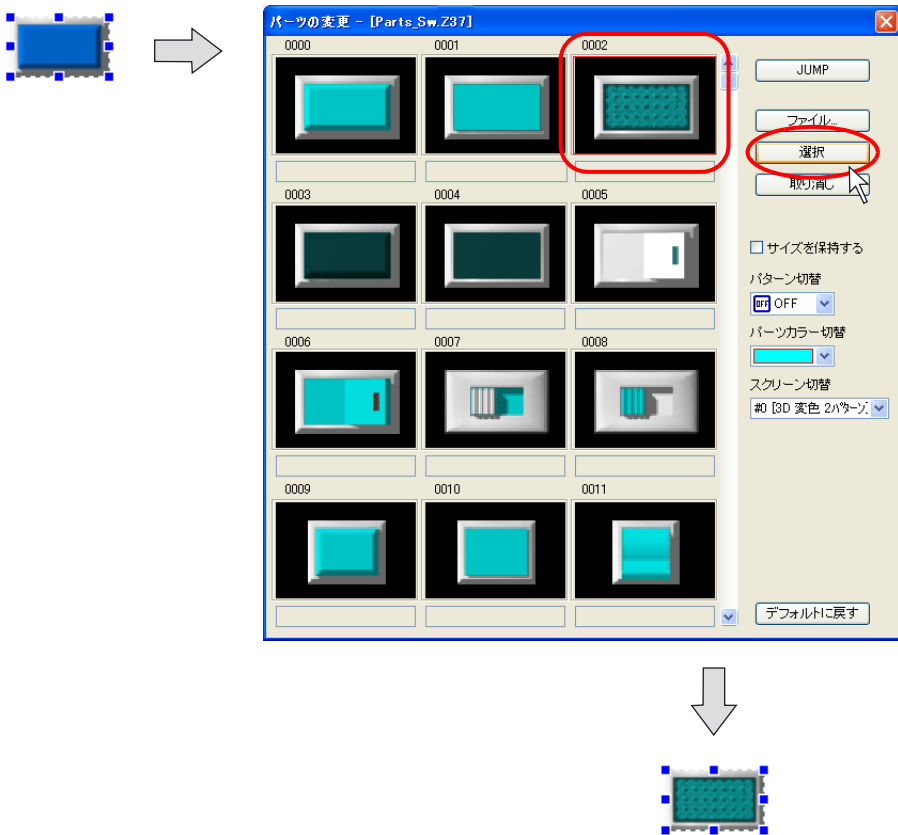 パーツの変更 - [Parts_Sw.Z37]
0000 0001 0002
JUMP
ファイル...
選択
取り消し
0003 0004 0005
サイズを保持する
パターン切替
OFF OFF
パーツカラー切替
0006 0007 0008
スクリーン切替
#0 [3D 変色 2パターン]
0009 0010 0011
デフォルトに戻す